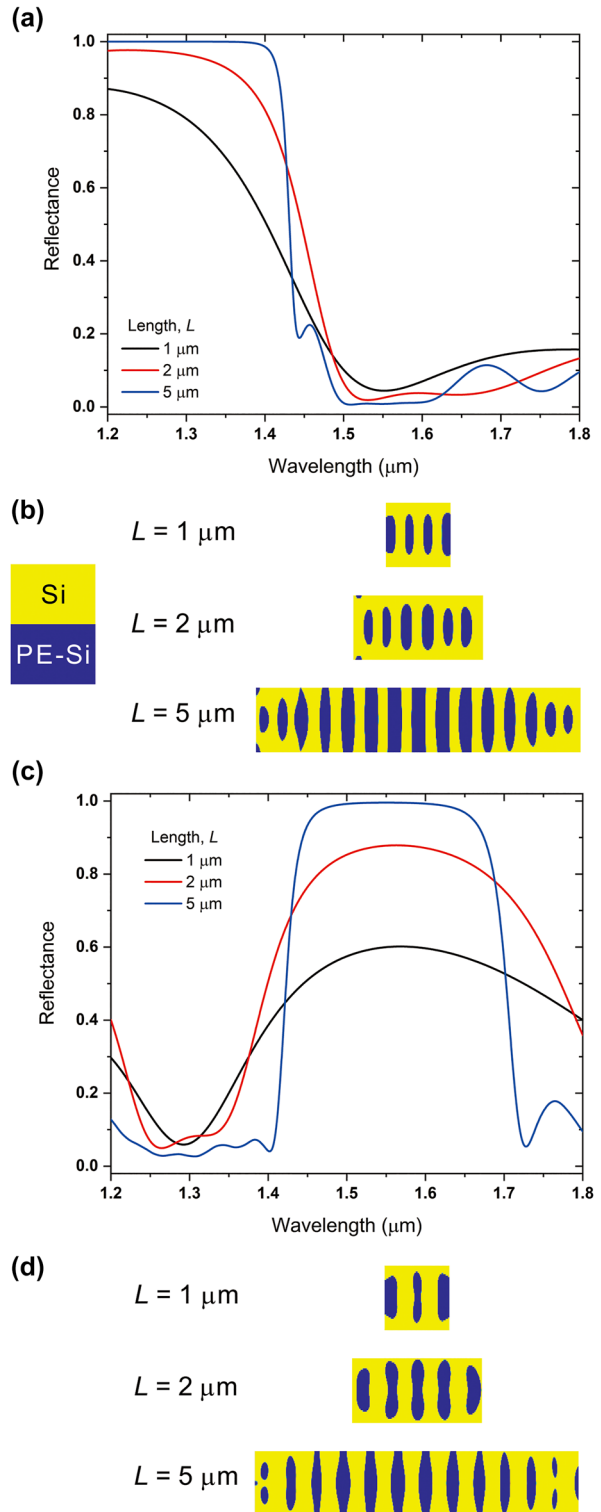 (a)
1.0
0.8
0.6
0.4
0.2
0.0
Reflectance
Length, L
1 μm
2 μm
5 μm
1.2 1.3 1.4 1.5 1.6 1.7 1.8
Wavelength (μm)
(b)
L = 1 μm
Si
PE-Si
L = 2 μm
L = 5 μm
(c)
1.0
0.8
0.6
0.4
0.2
0.0
Reflectance
Length, L
1 μm
2 μm
5 μm
1.2 1.3 1.4 1.5 1.6 1.7 1.8
Wavelength (μm)
(d)
L = 1 μm
L = 2 μm
L = 5 μm